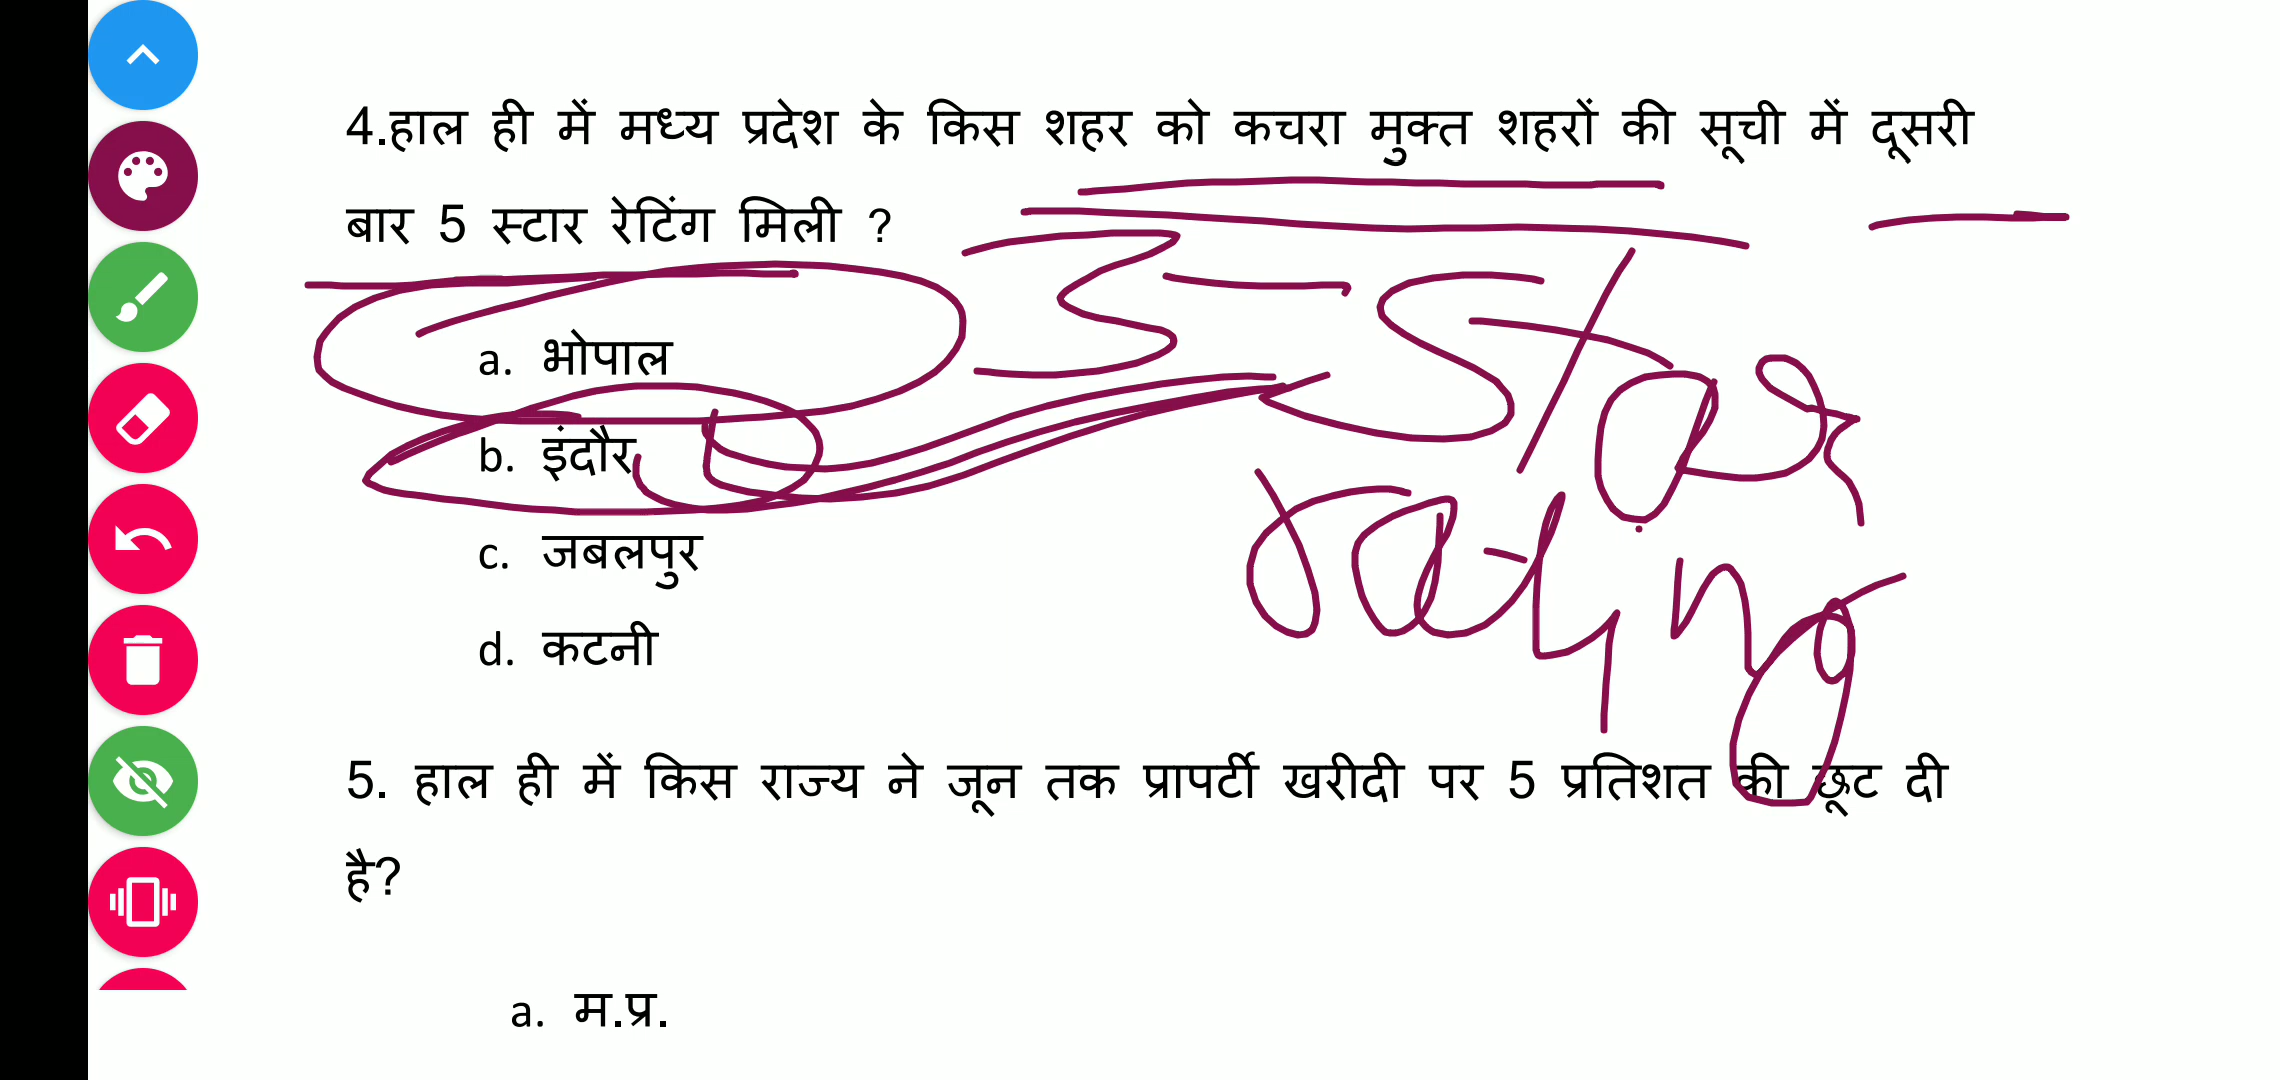 4.हाल ही में मध्य प्रदेश के किस शहर को कचरा मुक्त शहरों की सूची में दूसरी
बार 5 स्टार रेटिंग मिली ?
a. भोपाल
3-Star
b. इंदौर
rating
c. जबलपुर
d. कटनी
5. हाल ही में किस राज्य ने जून तक प्रापर्टी खरीदी पर 5 प्रतिशत की छूट दी
है?
a. म.प्र.